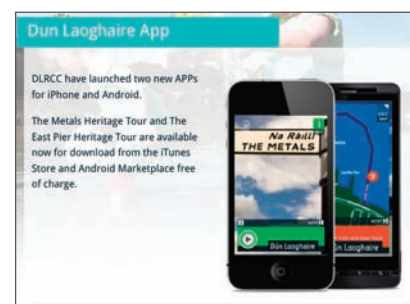 Dun Laoghaire App
DLRCC have launched two new APPs
for iPhone and Android.
The Metals Heritage Tour and The
East Pier Heritage Tour are available
now for download from the iTunes
Store and Android Marketplace free
of charge.
Na Ráillí
THE METALS
Dún Laoghaire
Dún Laoghaire